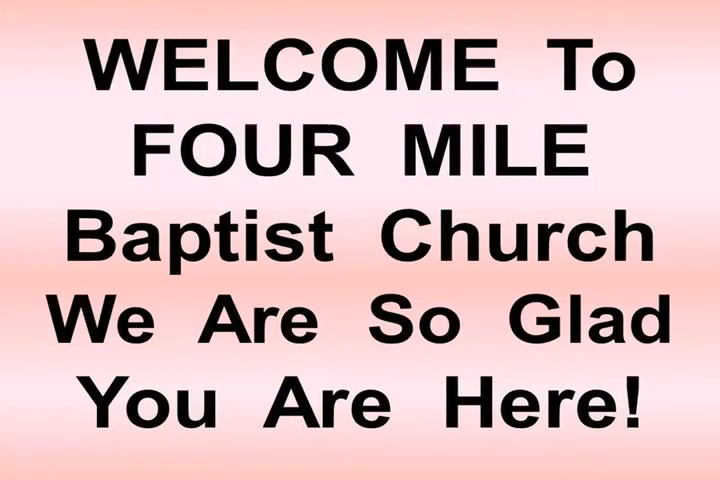 WELCOME To
FOUR MILE
Baptist Church
We Are So Glad
You Are Here!